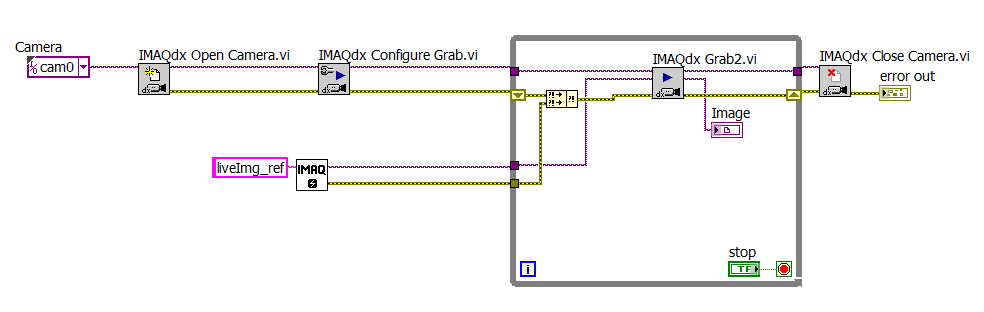 Camera
cam0
IMAQdx Open Camera.vi
IMAQdx Configure Grab.vi
IMAQdx Grab2.vi
IMAQdx Close Camera.vi
error out
Image
liveImg_ref
IMAQ
stop
TF
i